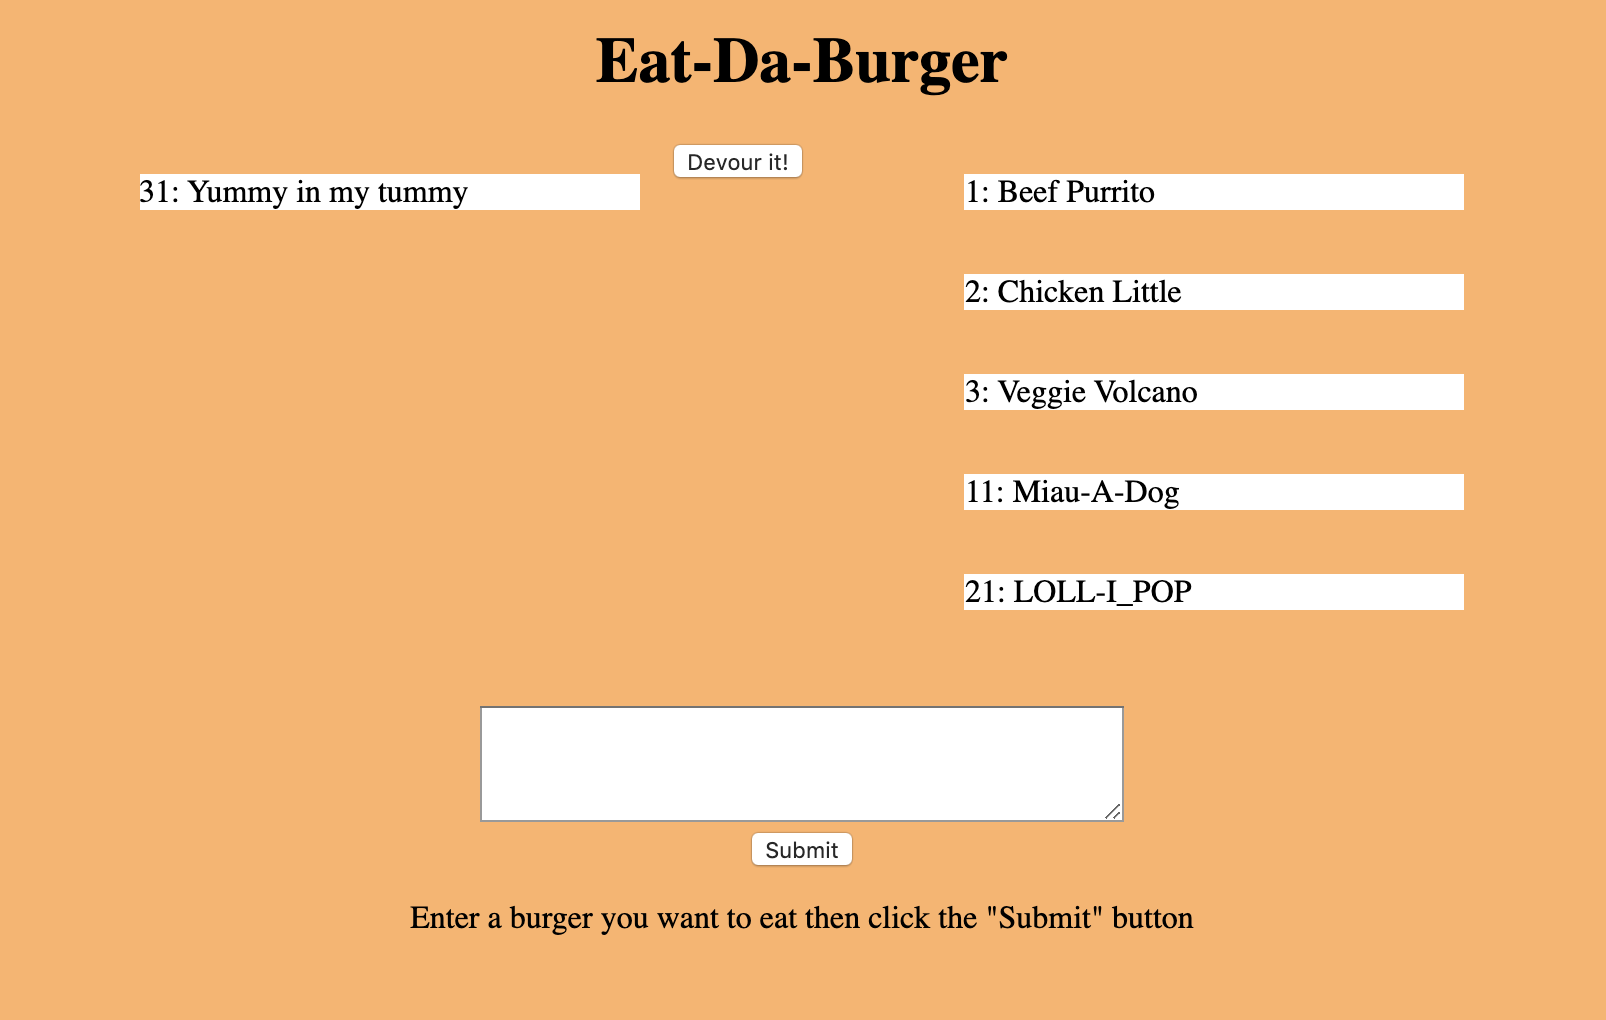 Eat-Da-Burger
Devour it!
31: Yummy in my tummy
1: Beef Purrito
2: Chicken Little
3: Veggie Volcano
11: Miau-A-Dog
21: LOLL-I_POP
Submit
Enter a burger you want to eat then click the "Submit" button